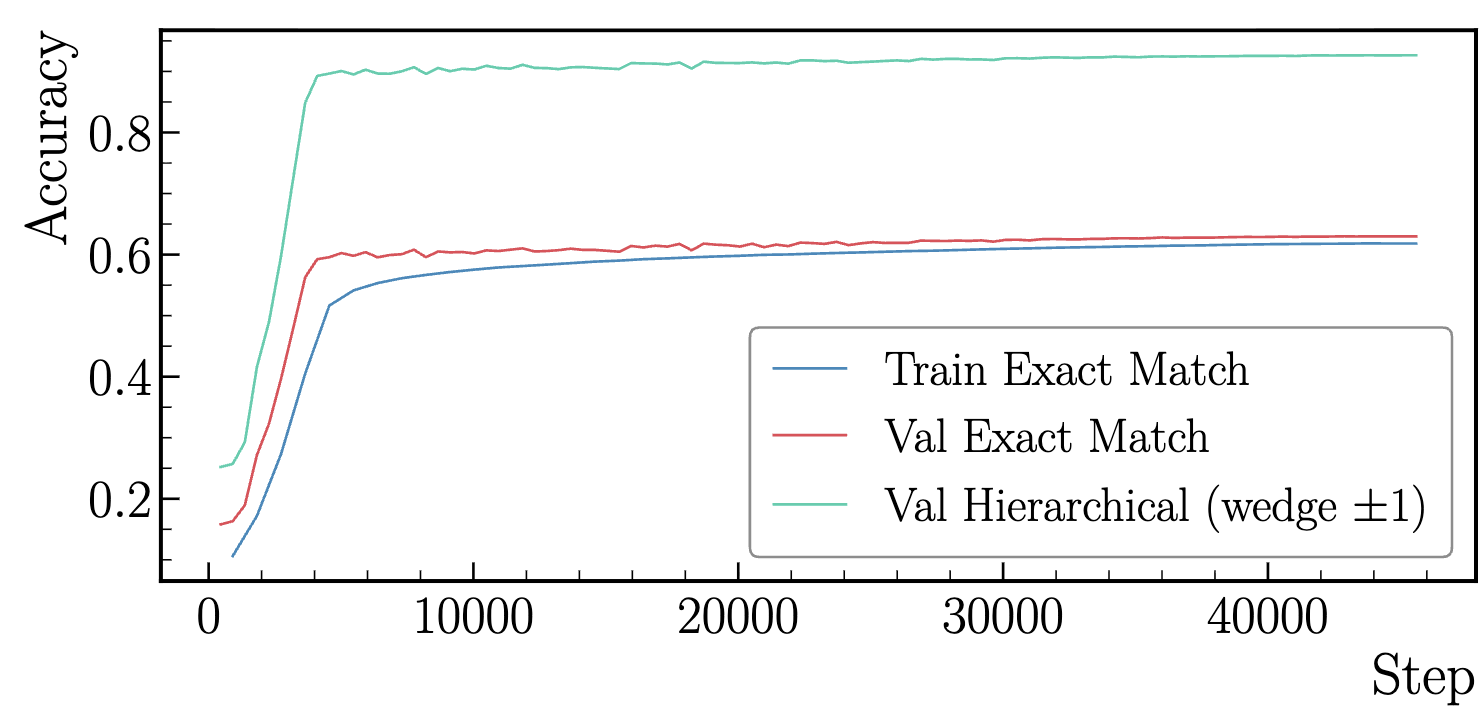 Accuracy
0.8
0.6
0.4
0.2
Train Exact Match
Val Exact Match
Val Hierarchical (wedge ±1)
0 10000 20000 30000 40000
Step